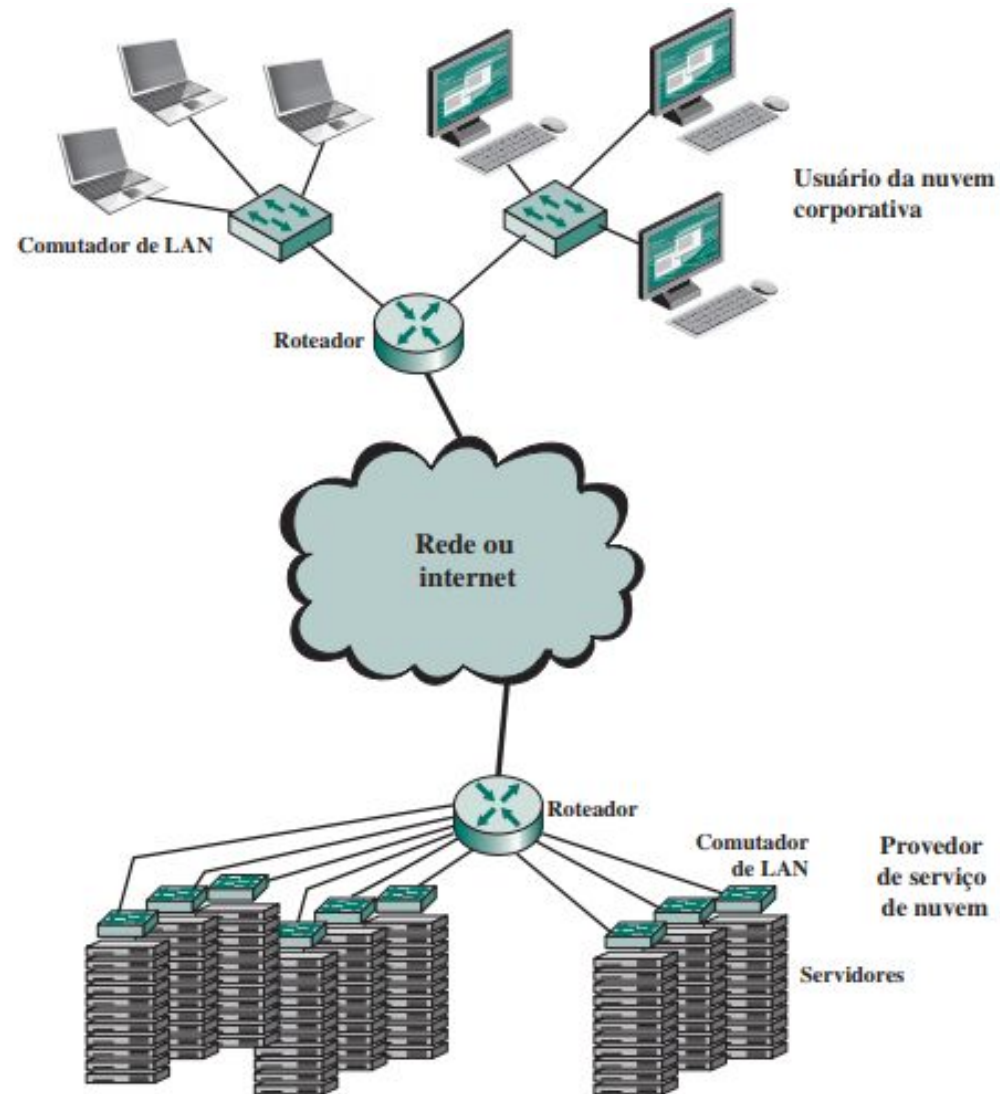 Usuário da nuvem
corporativa
Comutador de LAN
Roteador
Rede ou
internet
Roteador
Comutador
de LAN
Provedor
de serviço
de nuvem
Servidores